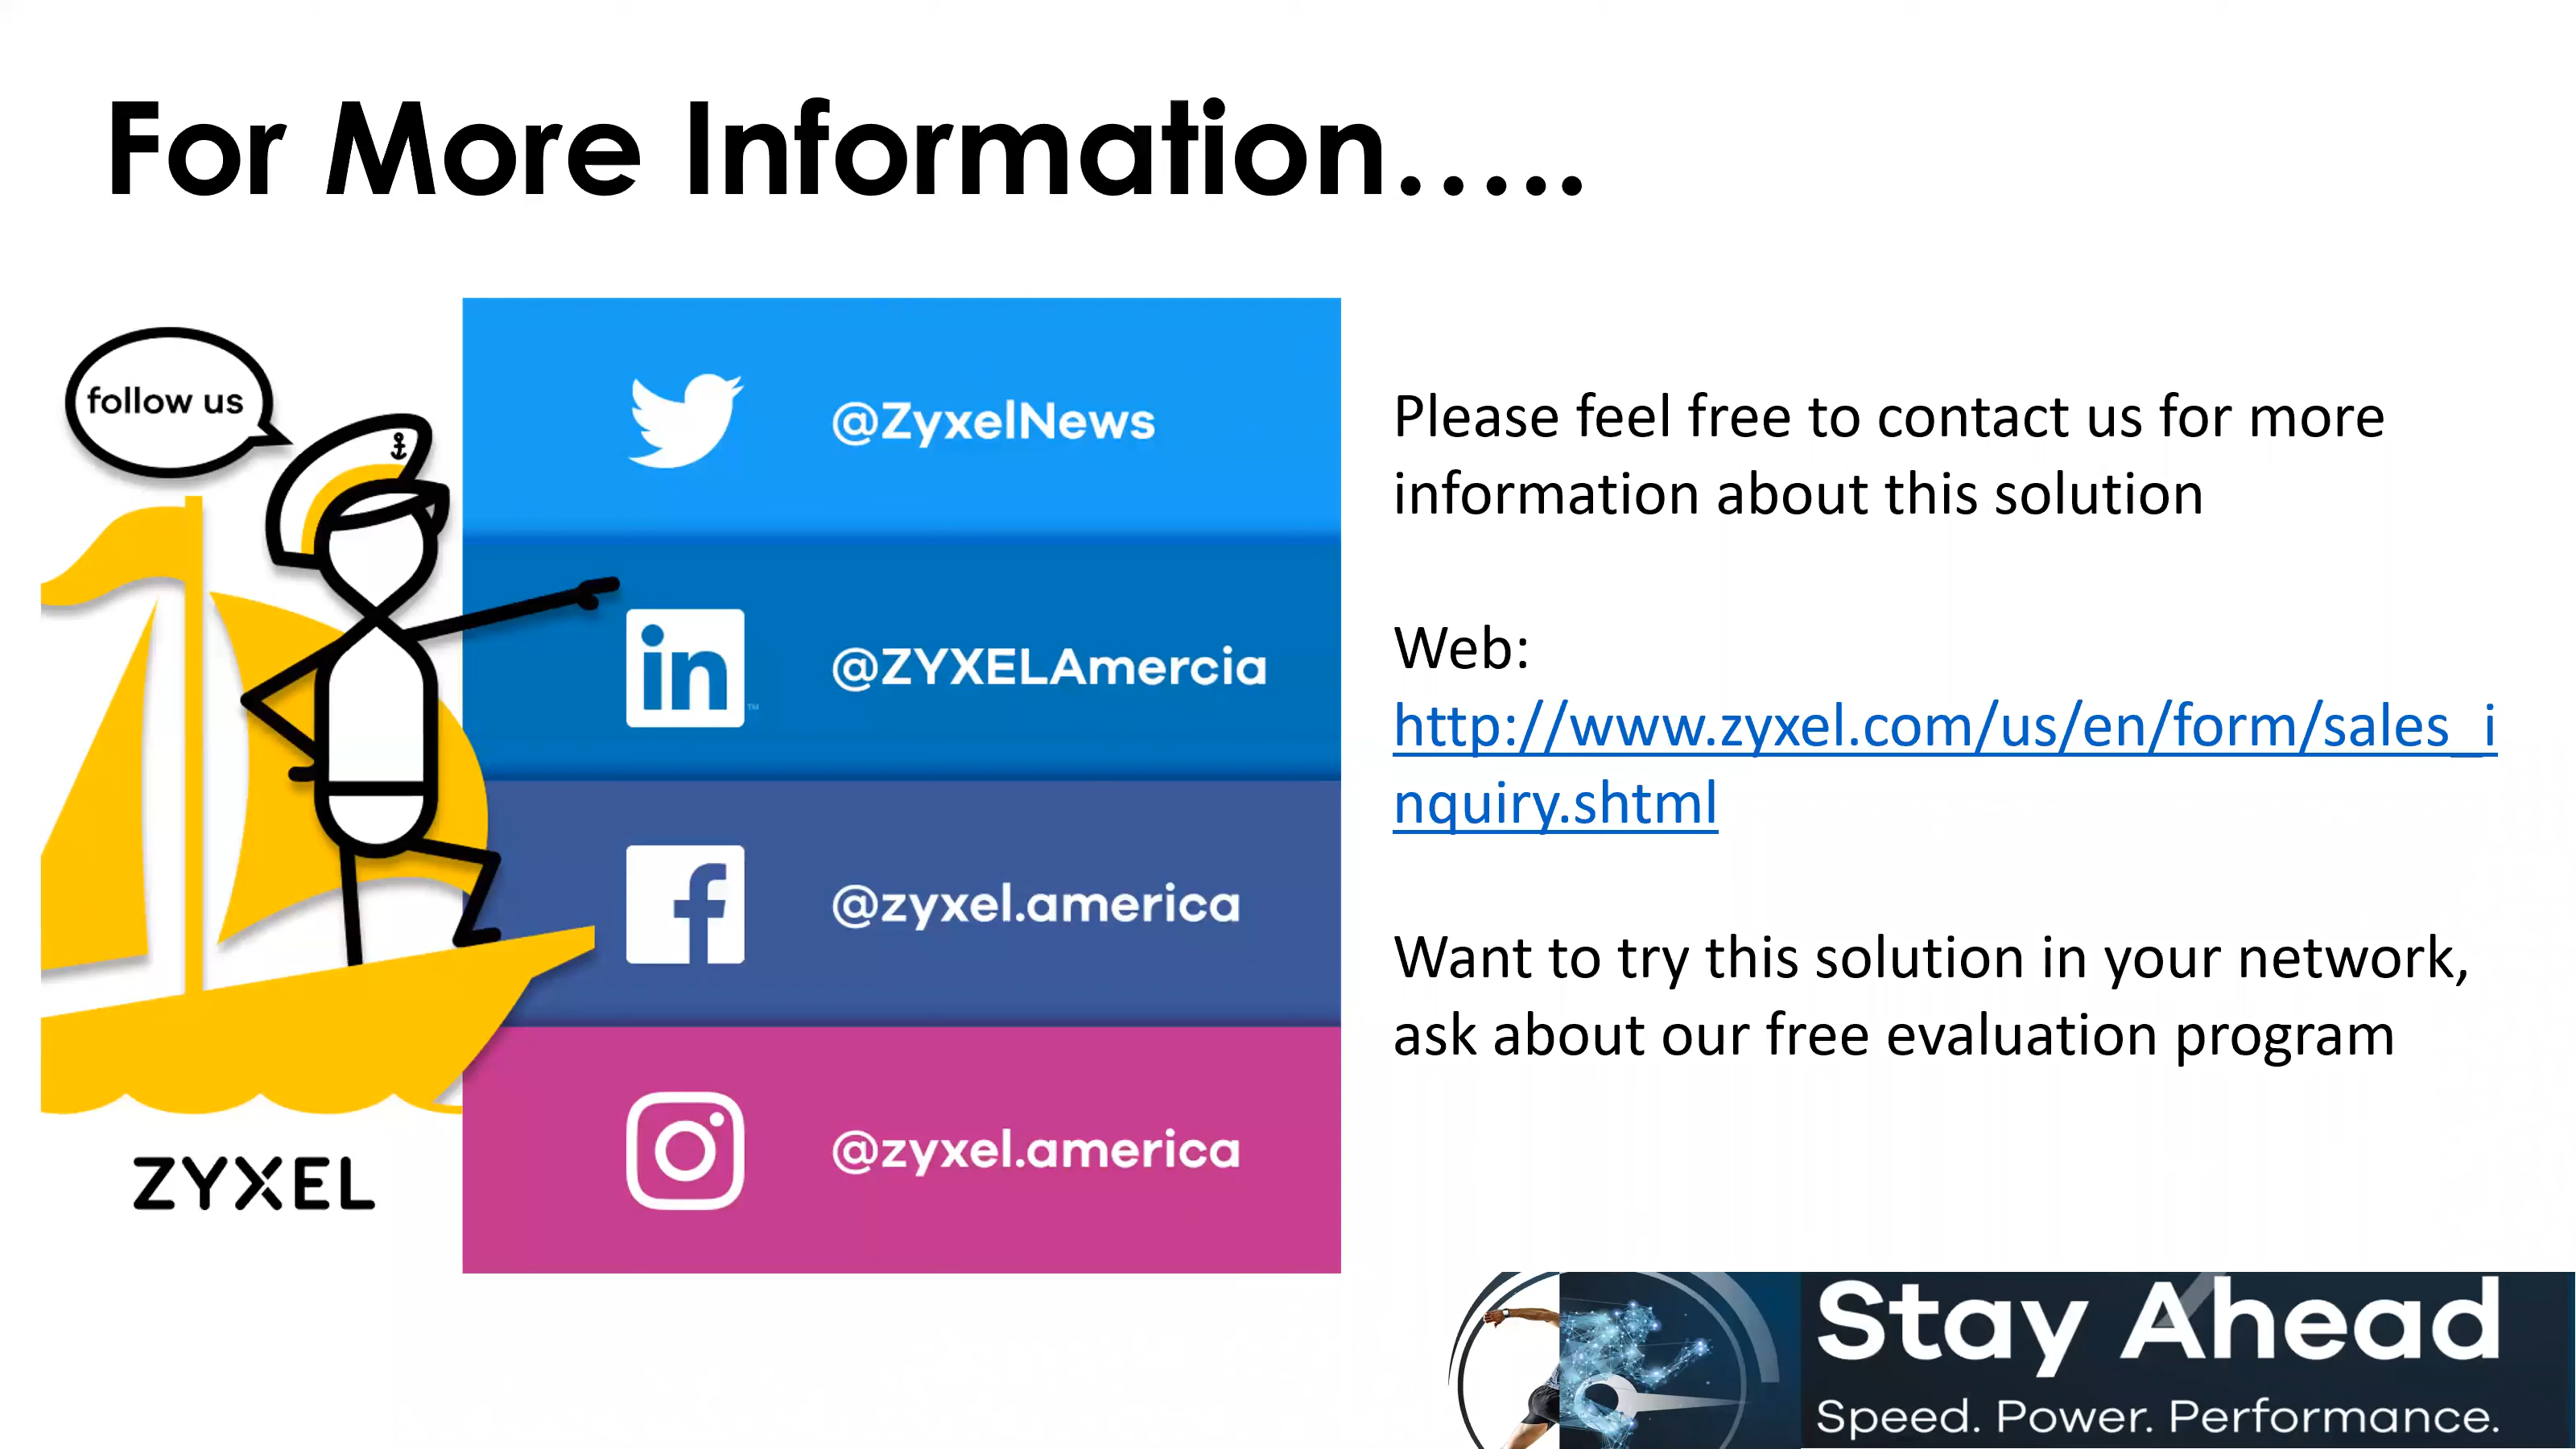 For More Information…..
follow us
@ZyxelNews
@ZYXELAmercia
@zyxel.america
@zyxel.america
ZYXEL
Please feel free to contact us for more
information about this solution
Web:
http://www.zyxel.com/us/en/form/sales_i
nquiry.shtml
Want to try this solution in your network,
ask about our free evaluation program
Stay Ahead
Speed. Power. Performance.